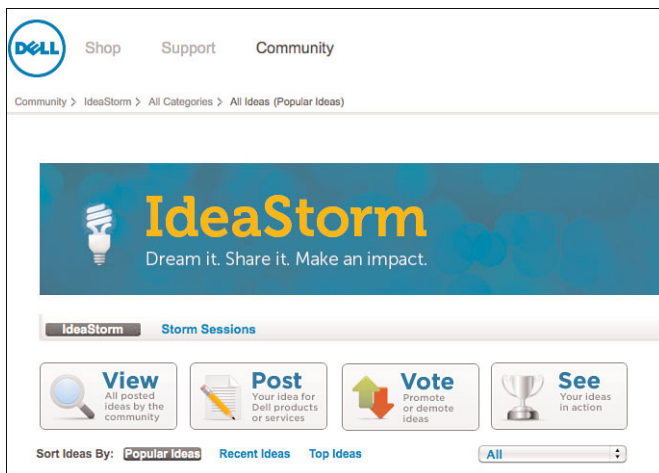 DELL
Shop Support Community
Community > IdeaStorm > All Categories > All Ideas (Popular Ideas)
IdeaStorm
Dream it. Share it. Make an impact.
IdeaStorm Storm Sessions
View
All posted
ideas by the
community
Post
Your idea for
Dell products
or services
Vote
Promote
or demote
ideas
See
Your ideas
in action
Sort Ideas By: Popular Ideas Recent Ideas Top Ideas All